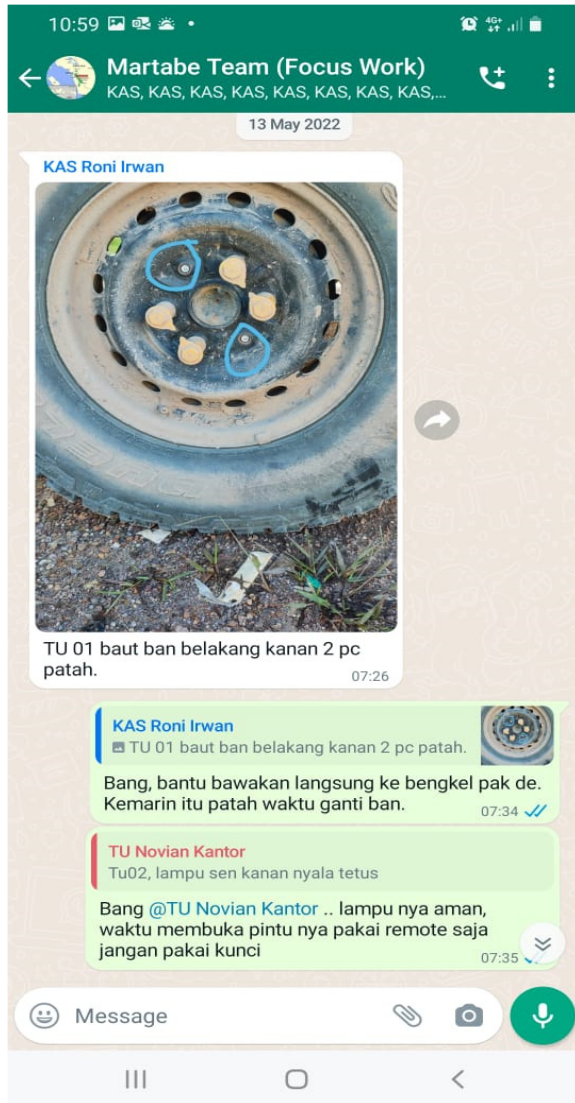 10:59
4G+
Martabe Team (Focus Work)
KAS, KAS, KAS, KAS, KAS, KAS, KAS, KAS,...
13 May 2022
KAS Roni Irwan
TU 01 baut ban belakang kanan 2 pc
patah.
07:26
KAS Roni Irwan
TU 01 baut ban belakang kanan 2 pc patah.
Bang, bantu bawakan langsung ke bengkel pak de.
Kemarin itu patah waktu ganti ban.
07:34
TU Novian Kantor
Tu02, lampu sen kanan nyala tetus
Bang @TU Novian Kantor .. lampu nya aman,
waktu membuka pintu nya pakai remote saja
jangan pakai kunci
07:35
Message